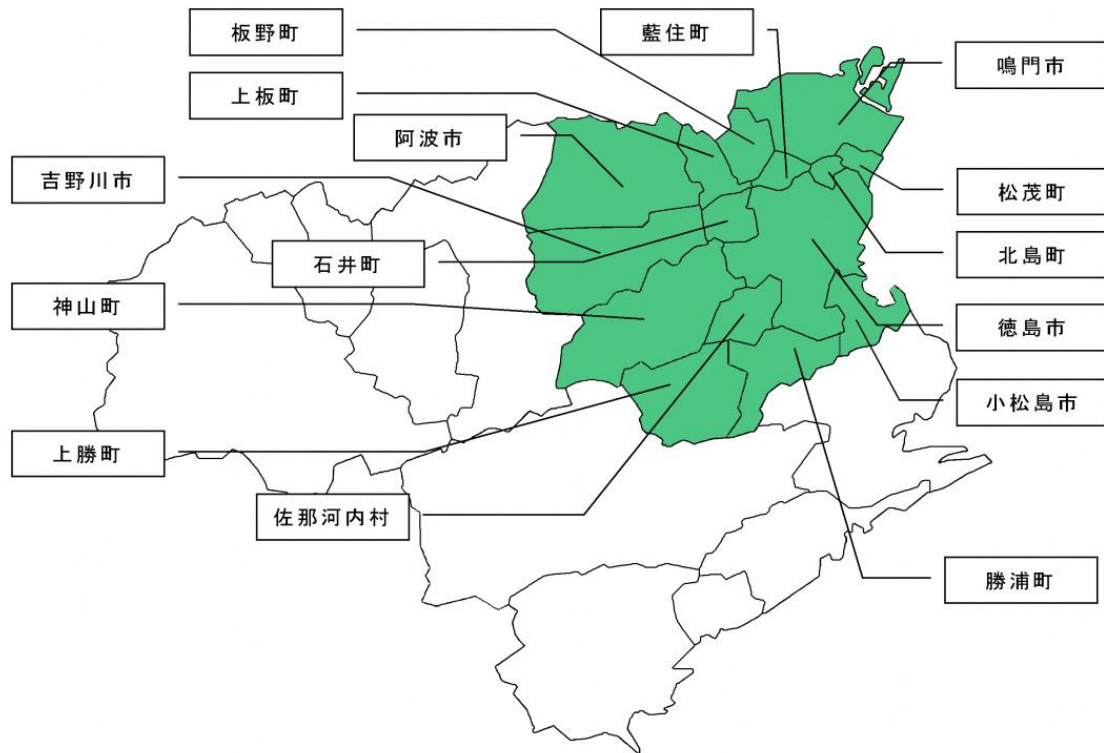 板野町
藍住町
鳴門市
上板町
阿波市
吉野川市
松茂町
北島町
石井町
神山町
徳島市
小松島市
上勝町
佐那河内村
勝浦町